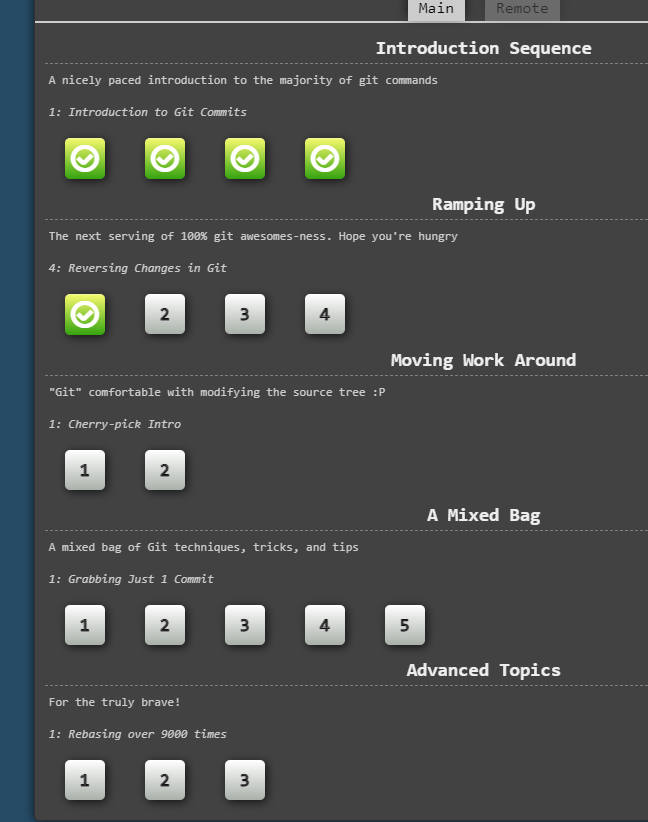 Main Remote
Introduction Sequence
A nicely paced introduction to the majority of git commands
1: Introduction to Git Commits
Ramping Up
The next serving of 100% git awesomes-ness. Hope you're hungry
4: Reversing Changes in Git
2 3 4
Moving Work Around
"Git" comfortable with modifying the source tree :P
1: Cherry-pick Intro
1 2
A Mixed Bag
A mixed bag of Git techniques, tricks, and tips
1: Grabbing Just 1 Commit
1 2 3 4 5
Advanced Topics
For the truly brave!
1: Rebasing over 9000 times
1 2 3